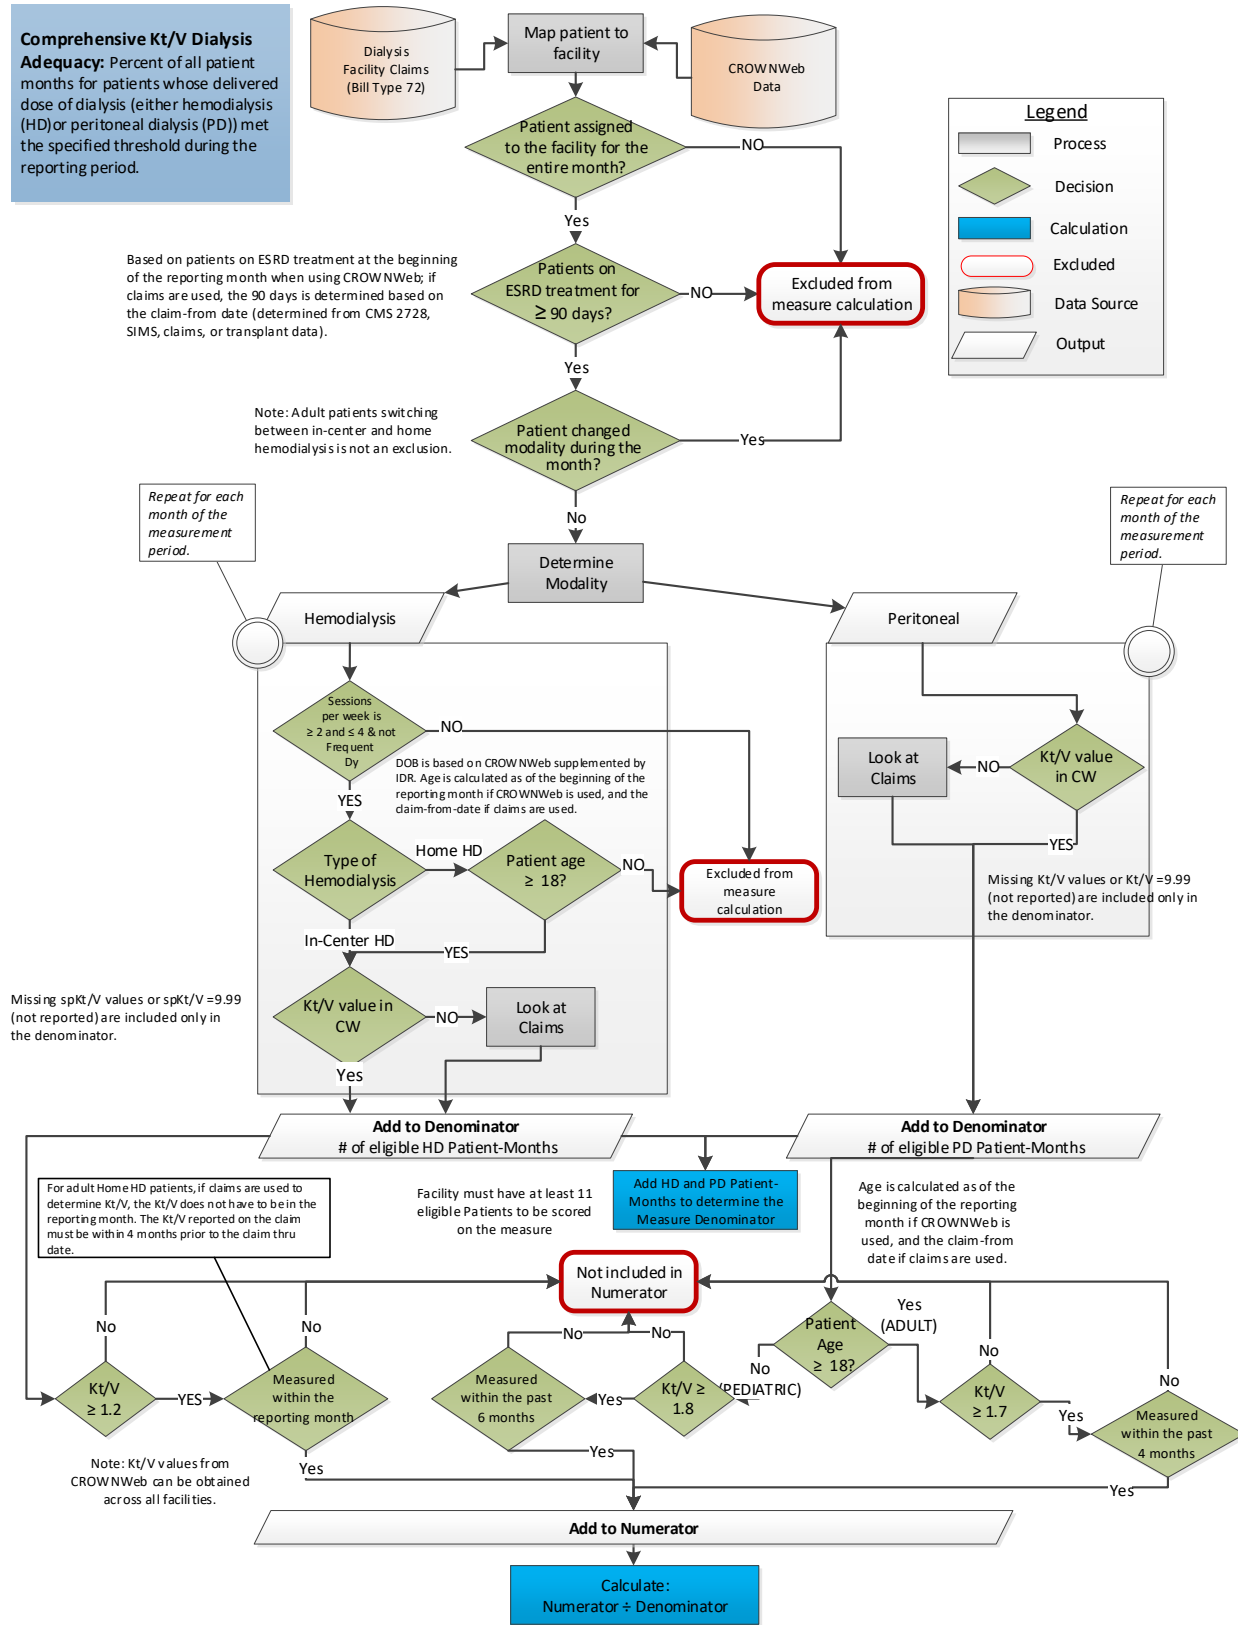 Comprehensive Kt/V Dialysis
Adequacy: Percent of all patient
months for patients whose delivered
dose of dialysis (either hemodialysis
(HD)or peritoneal dialysis (PD)) met
the specified threshold during the
reporting period.
Dialysis
Facility Claims
(Bill Type 72)
Map patient to
facility
CROWNWeb
Data
Legend
Process
Decision
Calculation
Excluded
Data Source
Output
Patient assigned
to the facility for the
entire month?
NO
Yes
Based on patients on ESRD treatment at the beginning
of the reporting month when using CROWNWeb; if
claims are used, the 90 days is determined based on
the claim-from date (determined from CMS 2728,
SIMS, claims, or transplant data).
Patients on
ESRD treatment for
≥ 90 days?
NO
Excluded from
measure calculation
Yes
Note: Adult patients switching
between in-center and home
hemodialysis is not an exclusion.
Patient changed
modality during the
month?
Yes
No
Repeat for each
month of the
measurement
period.
Repeat for each
month of the
measurement
period.
Determine
Modality
Hemodialysis
Peritoneal
Sessions
per week is
≥ 2 and ≤ 4 & not
Frequent
Dy
NO
YES
DOB is based on CROWNWeb supplemented by
IDR. Age is calculated as of the beginning of the
reporting month if CROWNWeb is used, and the
claim-from-date if claims are used.
Look at
Claims
NO
Kt/V value
in CW
YES
Type of
Hemodialysis
Home HD
Patient age
≥ 18?
NO
Excluded from
measure
calculation
Missing Kt/V values or Kt/V =9.99
(not reported) are included only in
the denominator.
In-Center HD
YES
Missing spKt/V values or spKt/V =9.99
(not reported) are included only in
the denominator.
Kt/V value in
CW
NO
Look at
Claims
Yes
Add to Denominator
# of eligible HD Patient-Months
Add to Denominator
# of eligible PD Patient-Months
For adult Home HD patients, if claims are used to
determine Kt/V, the Kt/V does not have to be in the
reporting month. The Kt/V reported on the claim
must be within 4 months prior to the claim thru
date.
Facility must have at least 11
eligible Patients to be scored
on the measure
Add HD and PD Patient-
Months to determine the
Measure Denominator
Age is calculated as of the
beginning of the reporting
month if CROWNWeb is
used, and the claim-from
date if claims are used.
Not included in
Numerator
No
No
No
No
No
No
Kt/V
≥ 1.2
YES
Measured
within the
reporting month
Measured
within the past
6 months
Yes
Kt/V ≥
1.8
No
(PEDIATRIC)
Patient
Age
≥ 18?
Yes
(ADULT)
Kt/V
≥ 1.7
Yes
Measured
within the past
4 months
Note: Kt/V values from
CROWNWeb can be obtained
across all facilities.
Yes
Yes
Yes
Add to Numerator
Calculate:
Numerator ÷ Denominator